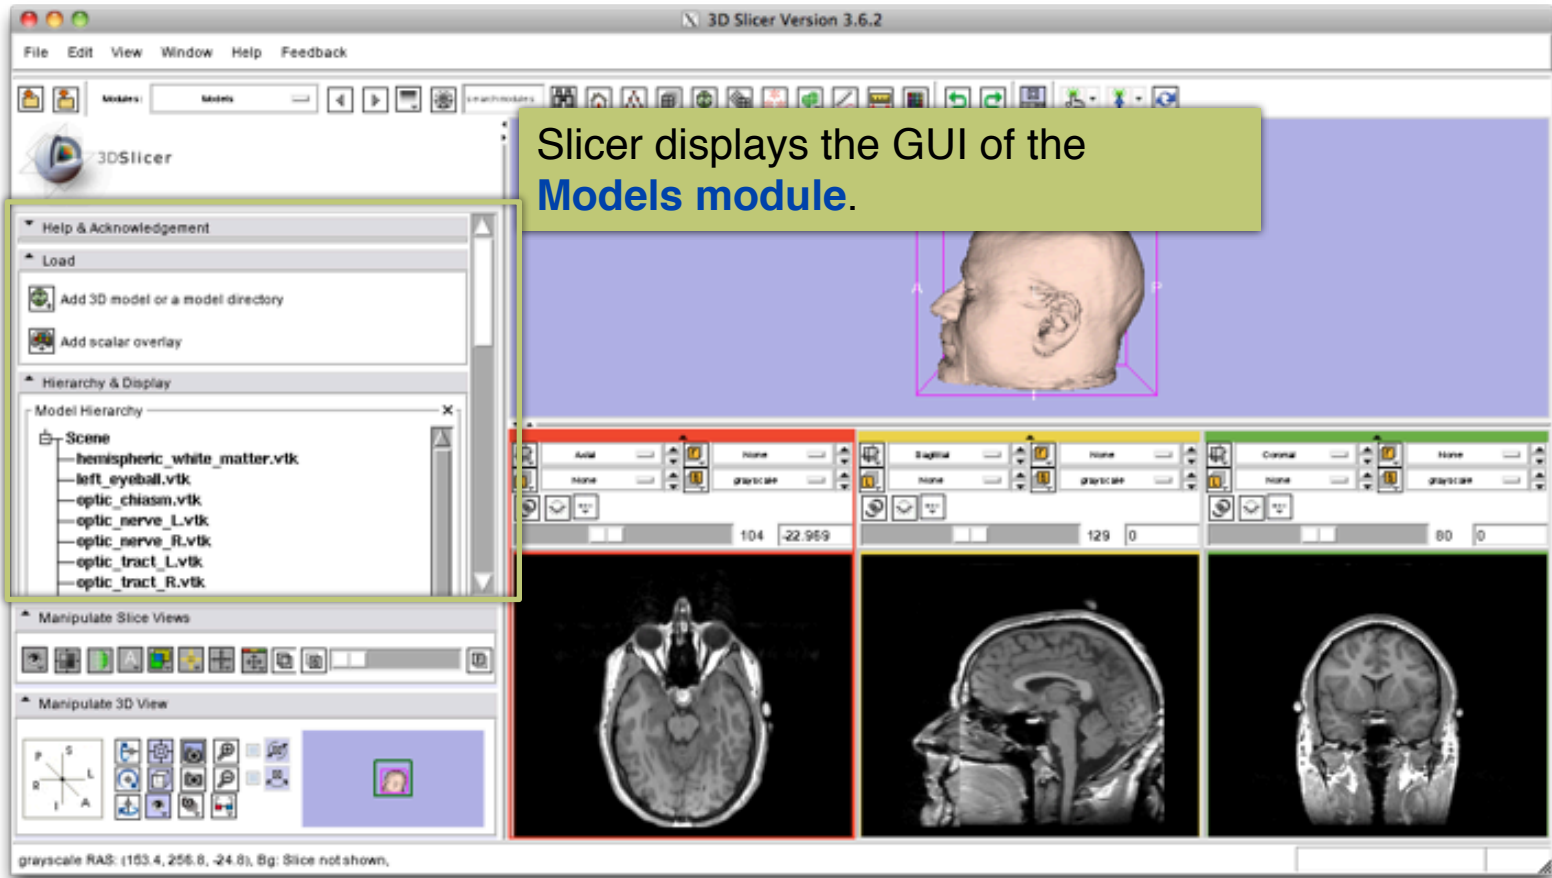 3D Slicer Version 3.6.2
File Edit View Window Help Feedback
Modules: Models searchmodules
3DSlicer
Slicer displays the GUI of the
Models module.
Help & Acknowledgement
Load
Add 3D model or a model directory
Add scalar overlay
Hierarchy & Display
Model Hierarchy
Scene
hemispheric_white_matter.vtk
left_eyeball.vtk
optic_chiasm.vtk
optic_nerve_L.vtk
optic_nerve_R.vtk
optic_tract_L.vtk
optic_tract_R.vtk
A P
I
Axial None Sagittal None Coronal None
None grayscale None grayscale None grayscale
104 -22.969 129 0 80 0
Manipulate Slice Views
Manipulate 3D View
P S
R L
I A
grayscale RAS: (153.4, 256.8, -24.8), Bg: Slice not shown,